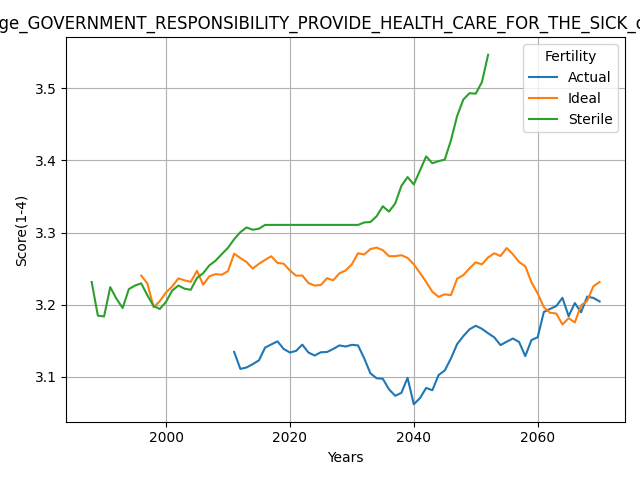 ge_GOVERNMENT_RESPONSIBILITY_PROVIDE_HEALTH_CARE_FOR_THE_SICK_
Fertility
Actual
Ideal
Sterile
Score(1-4)
3.5
3.4
3.3
3.2
3.1
2000
2020
2040
2060
Years